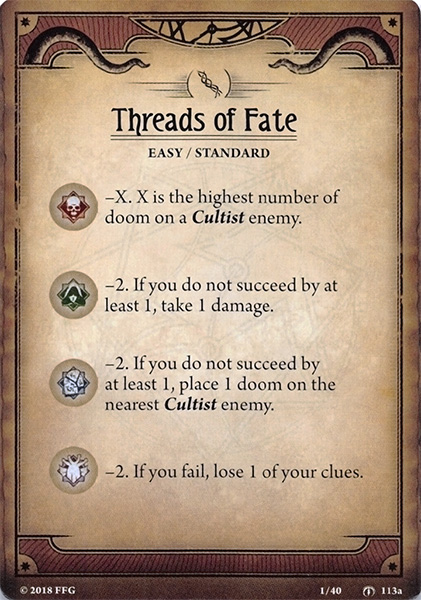 Threads of Fate
EASY / STANDARD
–X. X is the highest number of
doom on a Cultist enemy.
–2. If you do not succeed by at
least 1, take 1 damage.
–2. If you do not succeed by
at least 1, place 1 doom on the
nearest Cultist enemy.
–2. If you fail, lose 1 of your clues.
© 2018 FFG 1/40 113a